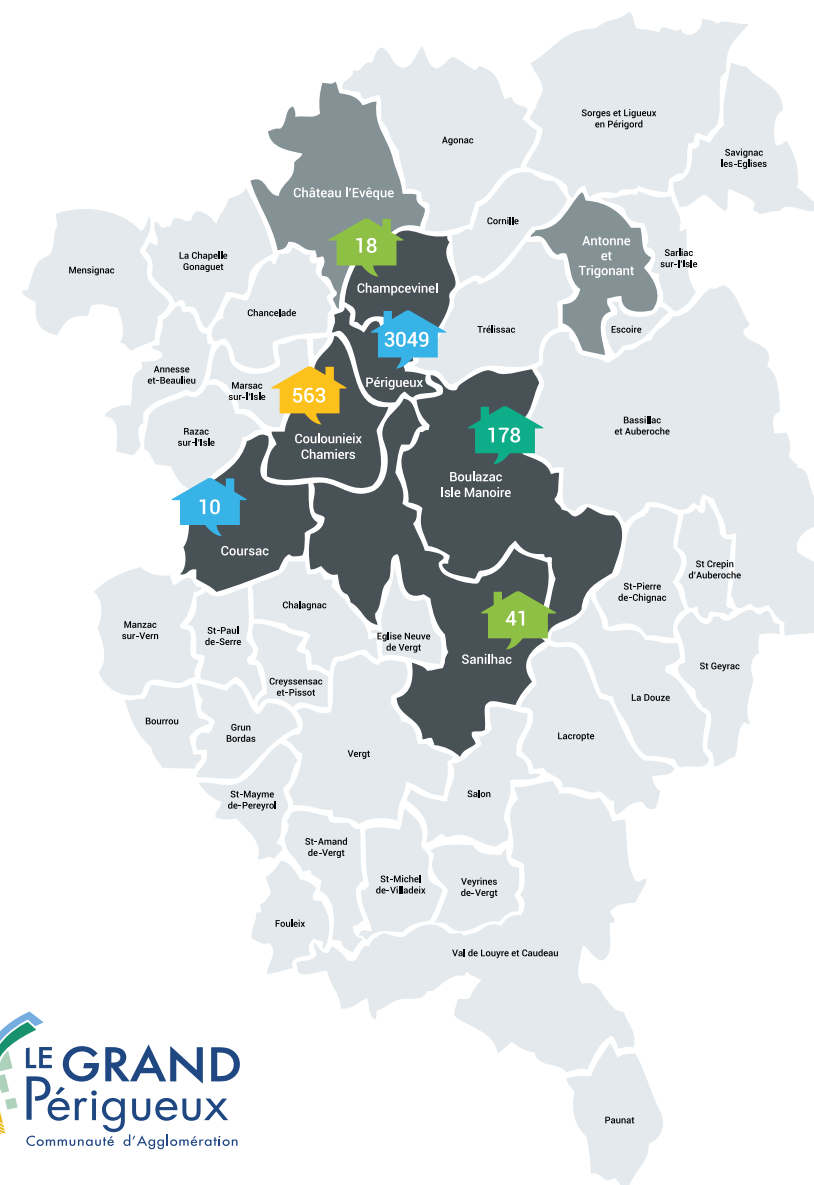 Sorges et Ligueux
en Périgord
Agonac
Savignac
les-Eglises
Château l'Evêque
Cornille
18
Antonne
et
Trigonant
Sarliac
sur-l'Isle
La Chapelle
Gonaguet
Mensignac
Champcevinel
Chancelade
3049
Trélissac
Escoire
Annesse
et-Beaulieu
Marsac
sur-l'Isle
Périgueux
563
Razac
sur-l'Isle
Coulounieix
Chamiers
178
Bassillac
et Auberoche
Boulazac
Isle Manoire
10
Coursac
St Crepin
d'Auberoche
St-Pierre
de-Chignac
Chalagnac
Manzac
sur-Vern
St-Paul
de-Serre
Eglise Neuve
de Vergt
41
Sanilhac
St Geyrac
Creyssensac
et-Pissot
La Douze
Bourrou
Grun
Bordas
Lacropte
Vergt
St-Mayme
de-Pereyrol
Salon
St-Amand
de-Vergt
St-Michel
de-Villadeix
Veyrines
de-Vergt
Fouleix
Val de Louyre et Caudeau
LE GRAND
Périgueux
Communauté d'Agglomération
Paunat